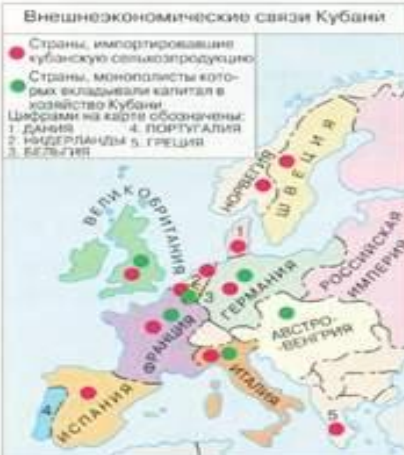 Внешнеэкономические связи Кубани
Страны, импортировавшие
кубанскую сельхозпродукцию
Страны, монополисты кото-
рых вкладывали капитал в
хозяйство Кубани
Цифрами на карте обозначены:
1. ДАНИЯ 4. ПОРТУГАЛИЯ
2. НИДЕРЛАНДЫ 5. ГРЕЦИЯ
3. БЕЛЬГИЯ
НОРВЕГИЯ
ШВЕЦИЯ
ВЕЛИКОБРИТАНИЯ
1
2
3
ГЕРМАНИЯ
РОССИЙСКАЯ
ИМПЕРИЯ
ФРАНЦИЯ
АВСТРО-
-ВЕНГРИЯ
ИТАЛИЯ
4
ИСПАНИЯ
5